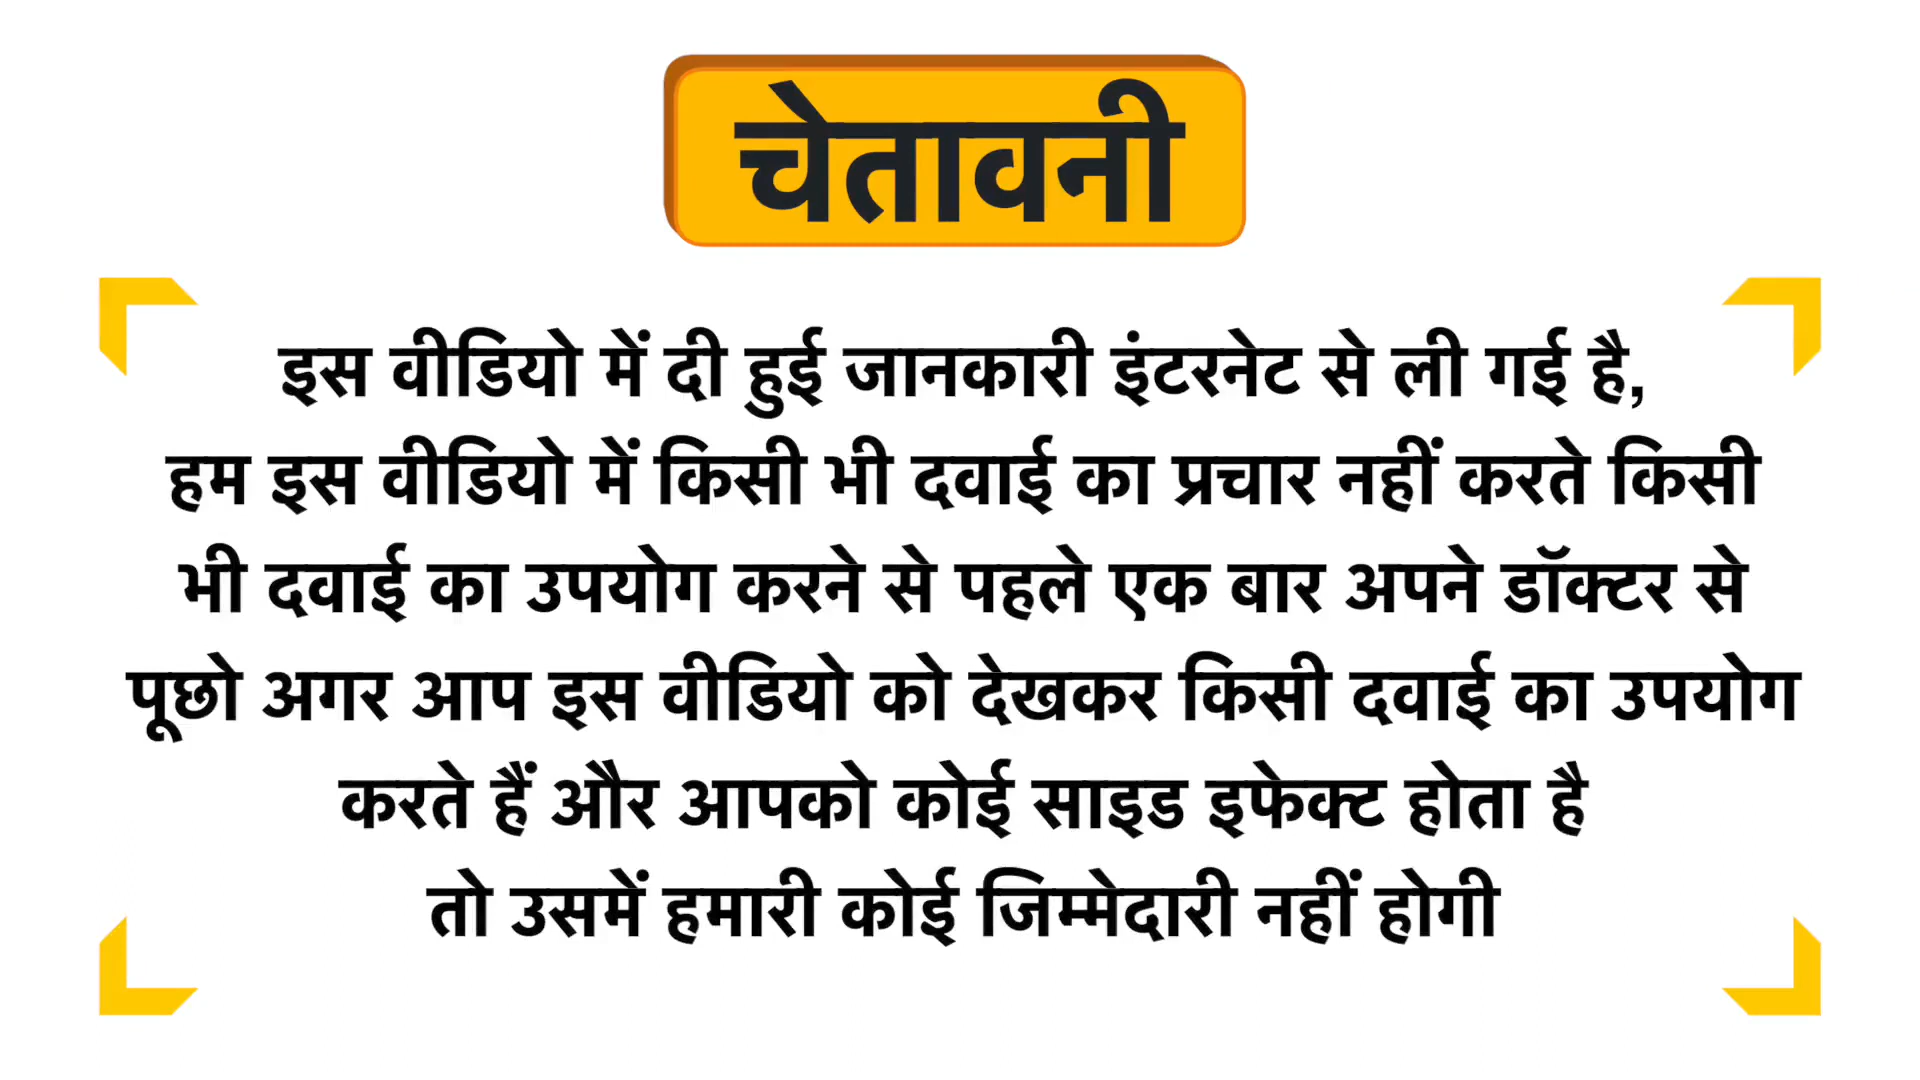 चेतावनी
इस वीडियो में दी हुई जानकारी इंटरनेट से ली गई है,
हम इस वीडियो में किसी भी दवाई का प्रचार नहीं करते किसी
भी दवाई का उपयोग करने से पहले एक बार अपने डॉक्टर से
पूछो अगर आप इस वीडियो को देखकर किसी दवाई का उपयोग
करते हैं और आपको कोई साइड इफेक्ट होता है
तो उसमें हमारी कोई जिम्मेदारी नहीं होगी